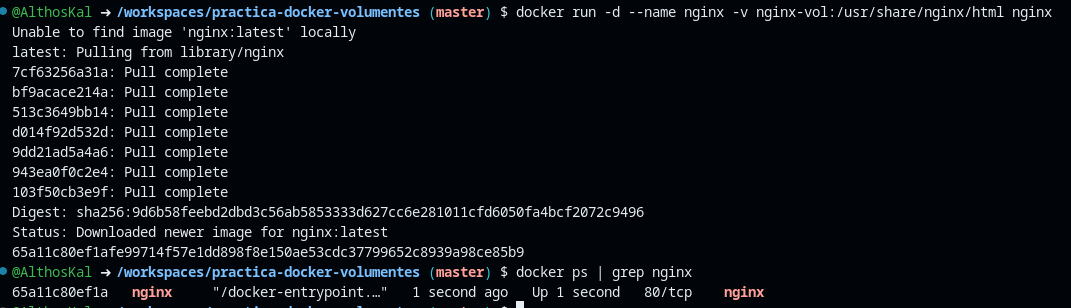 @AlthosKal ➜ /workspaces/practica-docker-volumentes (master) $ docker run -d --name nginx -v nginx-vol:/usr/share/nginx/html nginx
Unable to find image 'nginx:latest' locally
latest: Pulling from library/nginx
7cf63256a31a: Pull complete
bf9acace214a: Pull complete
513c3649bb14: Pull complete
d014f92d532d: Pull complete
9dd21ad5a4a6: Pull complete
943ea0f0c2e4: Pull complete
103f50cb3e9f: Pull complete
Digest: sha256:9d6b58feebd2dbd3c56ab5853333d627cc6e281011cfd6050fa4bcf2072c9496
Status: Downloaded newer image for nginx:latest
65a11c80ef1afe99714f57e1dd898f8e150ae53cdc37799652c8939a98ce85b9
@AlthosKal ➜ /workspaces/practica-docker-volumentes (master) $ docker ps | grep nginx
65a11c80ef1a nginx "/docker-entrypoint.…" 1 second ago Up 1 second 80/tcp nginx